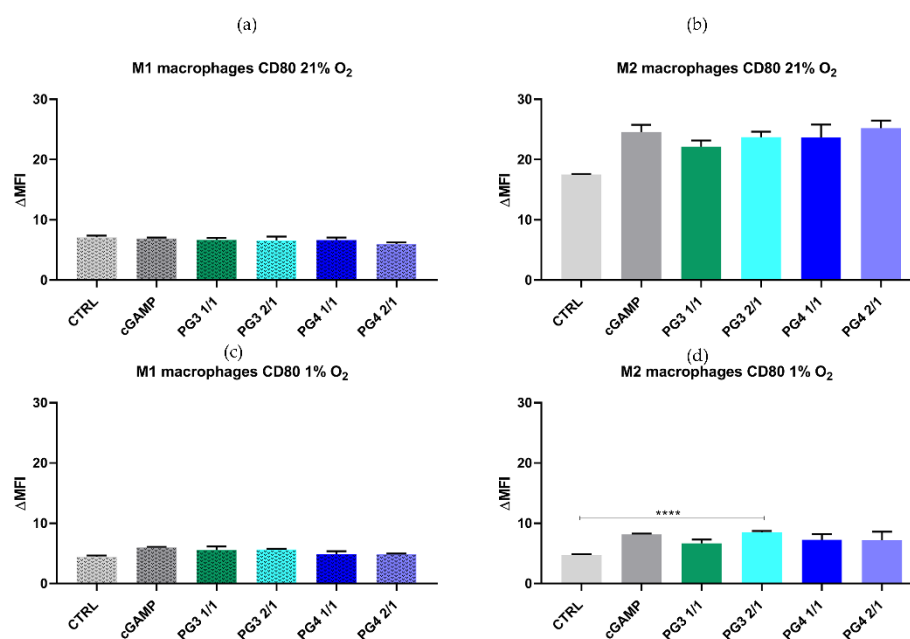 (a)
(b)
M1 macrophages CD80 21% O₂
M2 macrophages CD80 21% O₂
30
20
10
0
ΔMFI
CTRL
cGAMP
PG3 1/1
PG3 2/1
PG4 1/1
PG4 2/1
30
20
10
0
ΔMFI
CTRL
cGAMP
PG3 1/1
PG3 2/1
PG4 1/1
PG4 2/1
(c)
(d)
M1 macrophages CD80 1% O₂
M2 macrophages CD80 1% O₂
30
20
10
0
ΔMFI
CTRL
cGAMP
PG3 1/1
PG3 2/1
PG4 1/1
PG4 2/1
30
20
10
0
ΔMFI
****
CTRL
cGAMP
PG3 1/1
PG3 2/1
PG4 1/1
PG4 2/1